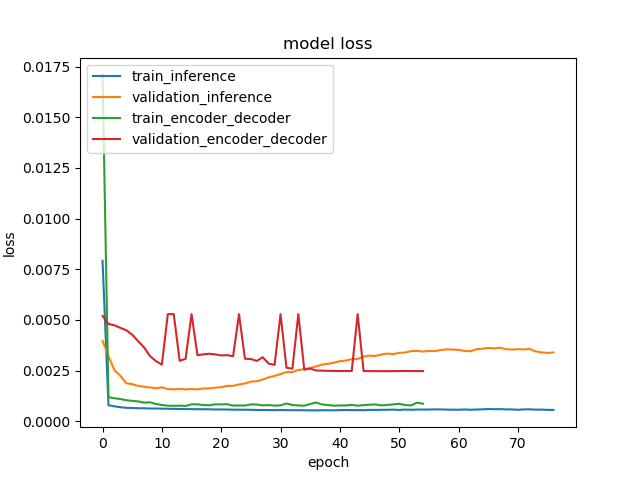 model loss
train_inference
validation_inference
train_encoder_decoder
validation_encoder_decoder
0.0175
0.0150
0.0125
0.0100
0.0075
0.0050
0.0025
0.0000
loss
0 10 20 30 40 50 60 70
epoch